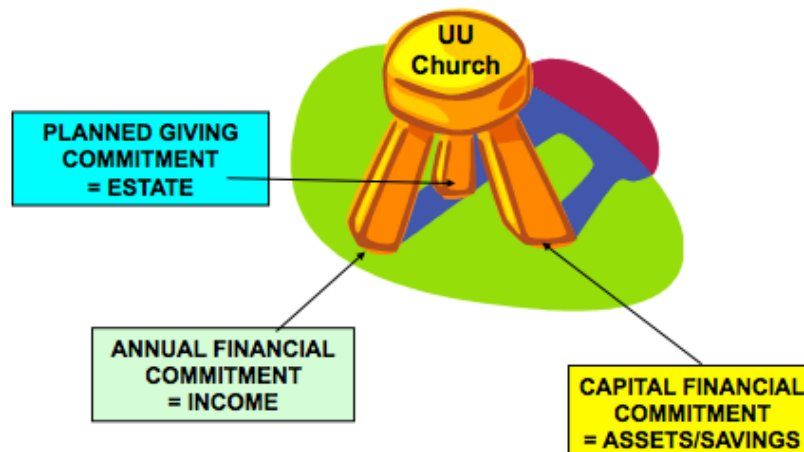 UU
Church
PLANNED GIVING
COMMITMENT
= ESTATE
ANNUAL FINANCIAL
COMMITMENT
= INCOME
CAPITAL FINANCIAL
COMMITMENT
= ASSETS/SAVINGS